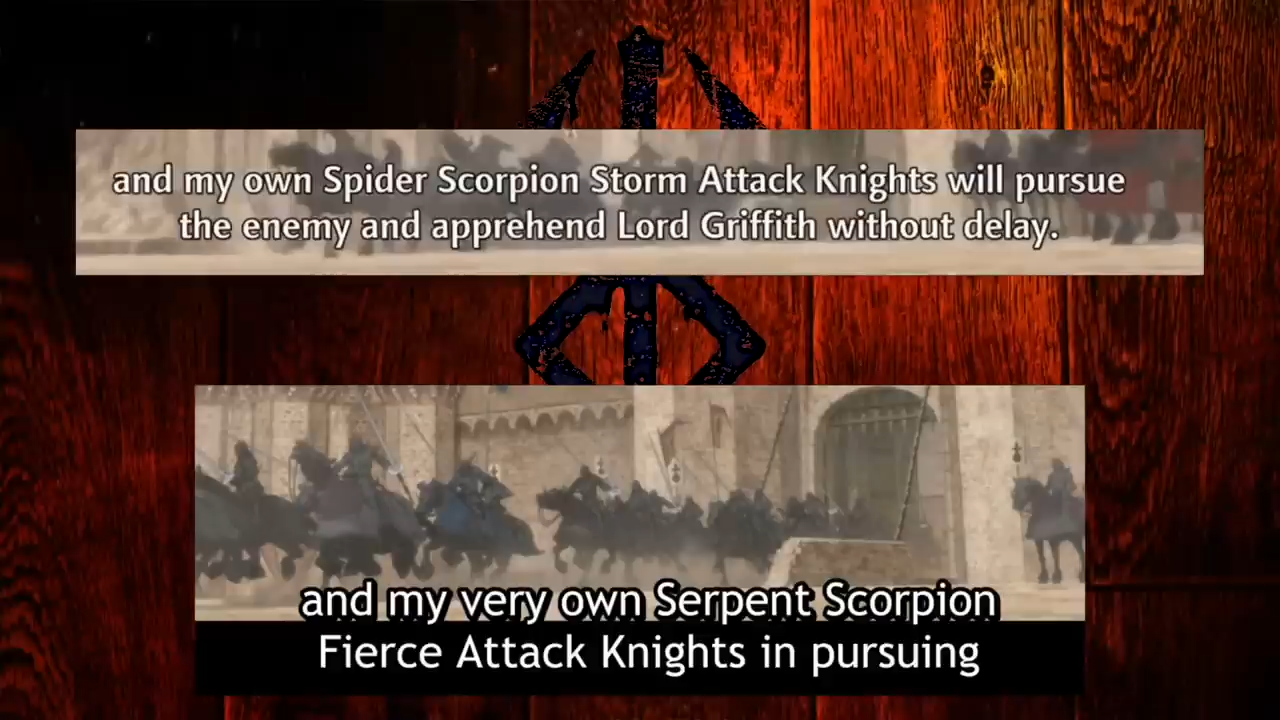 and my own Spider Scorpion Storm Attack Knights will pursue
the enemy and apprehend Lord Griffith without delay.
and my very own Serpent Scorpion
Fierce Attack Knights in pursuing